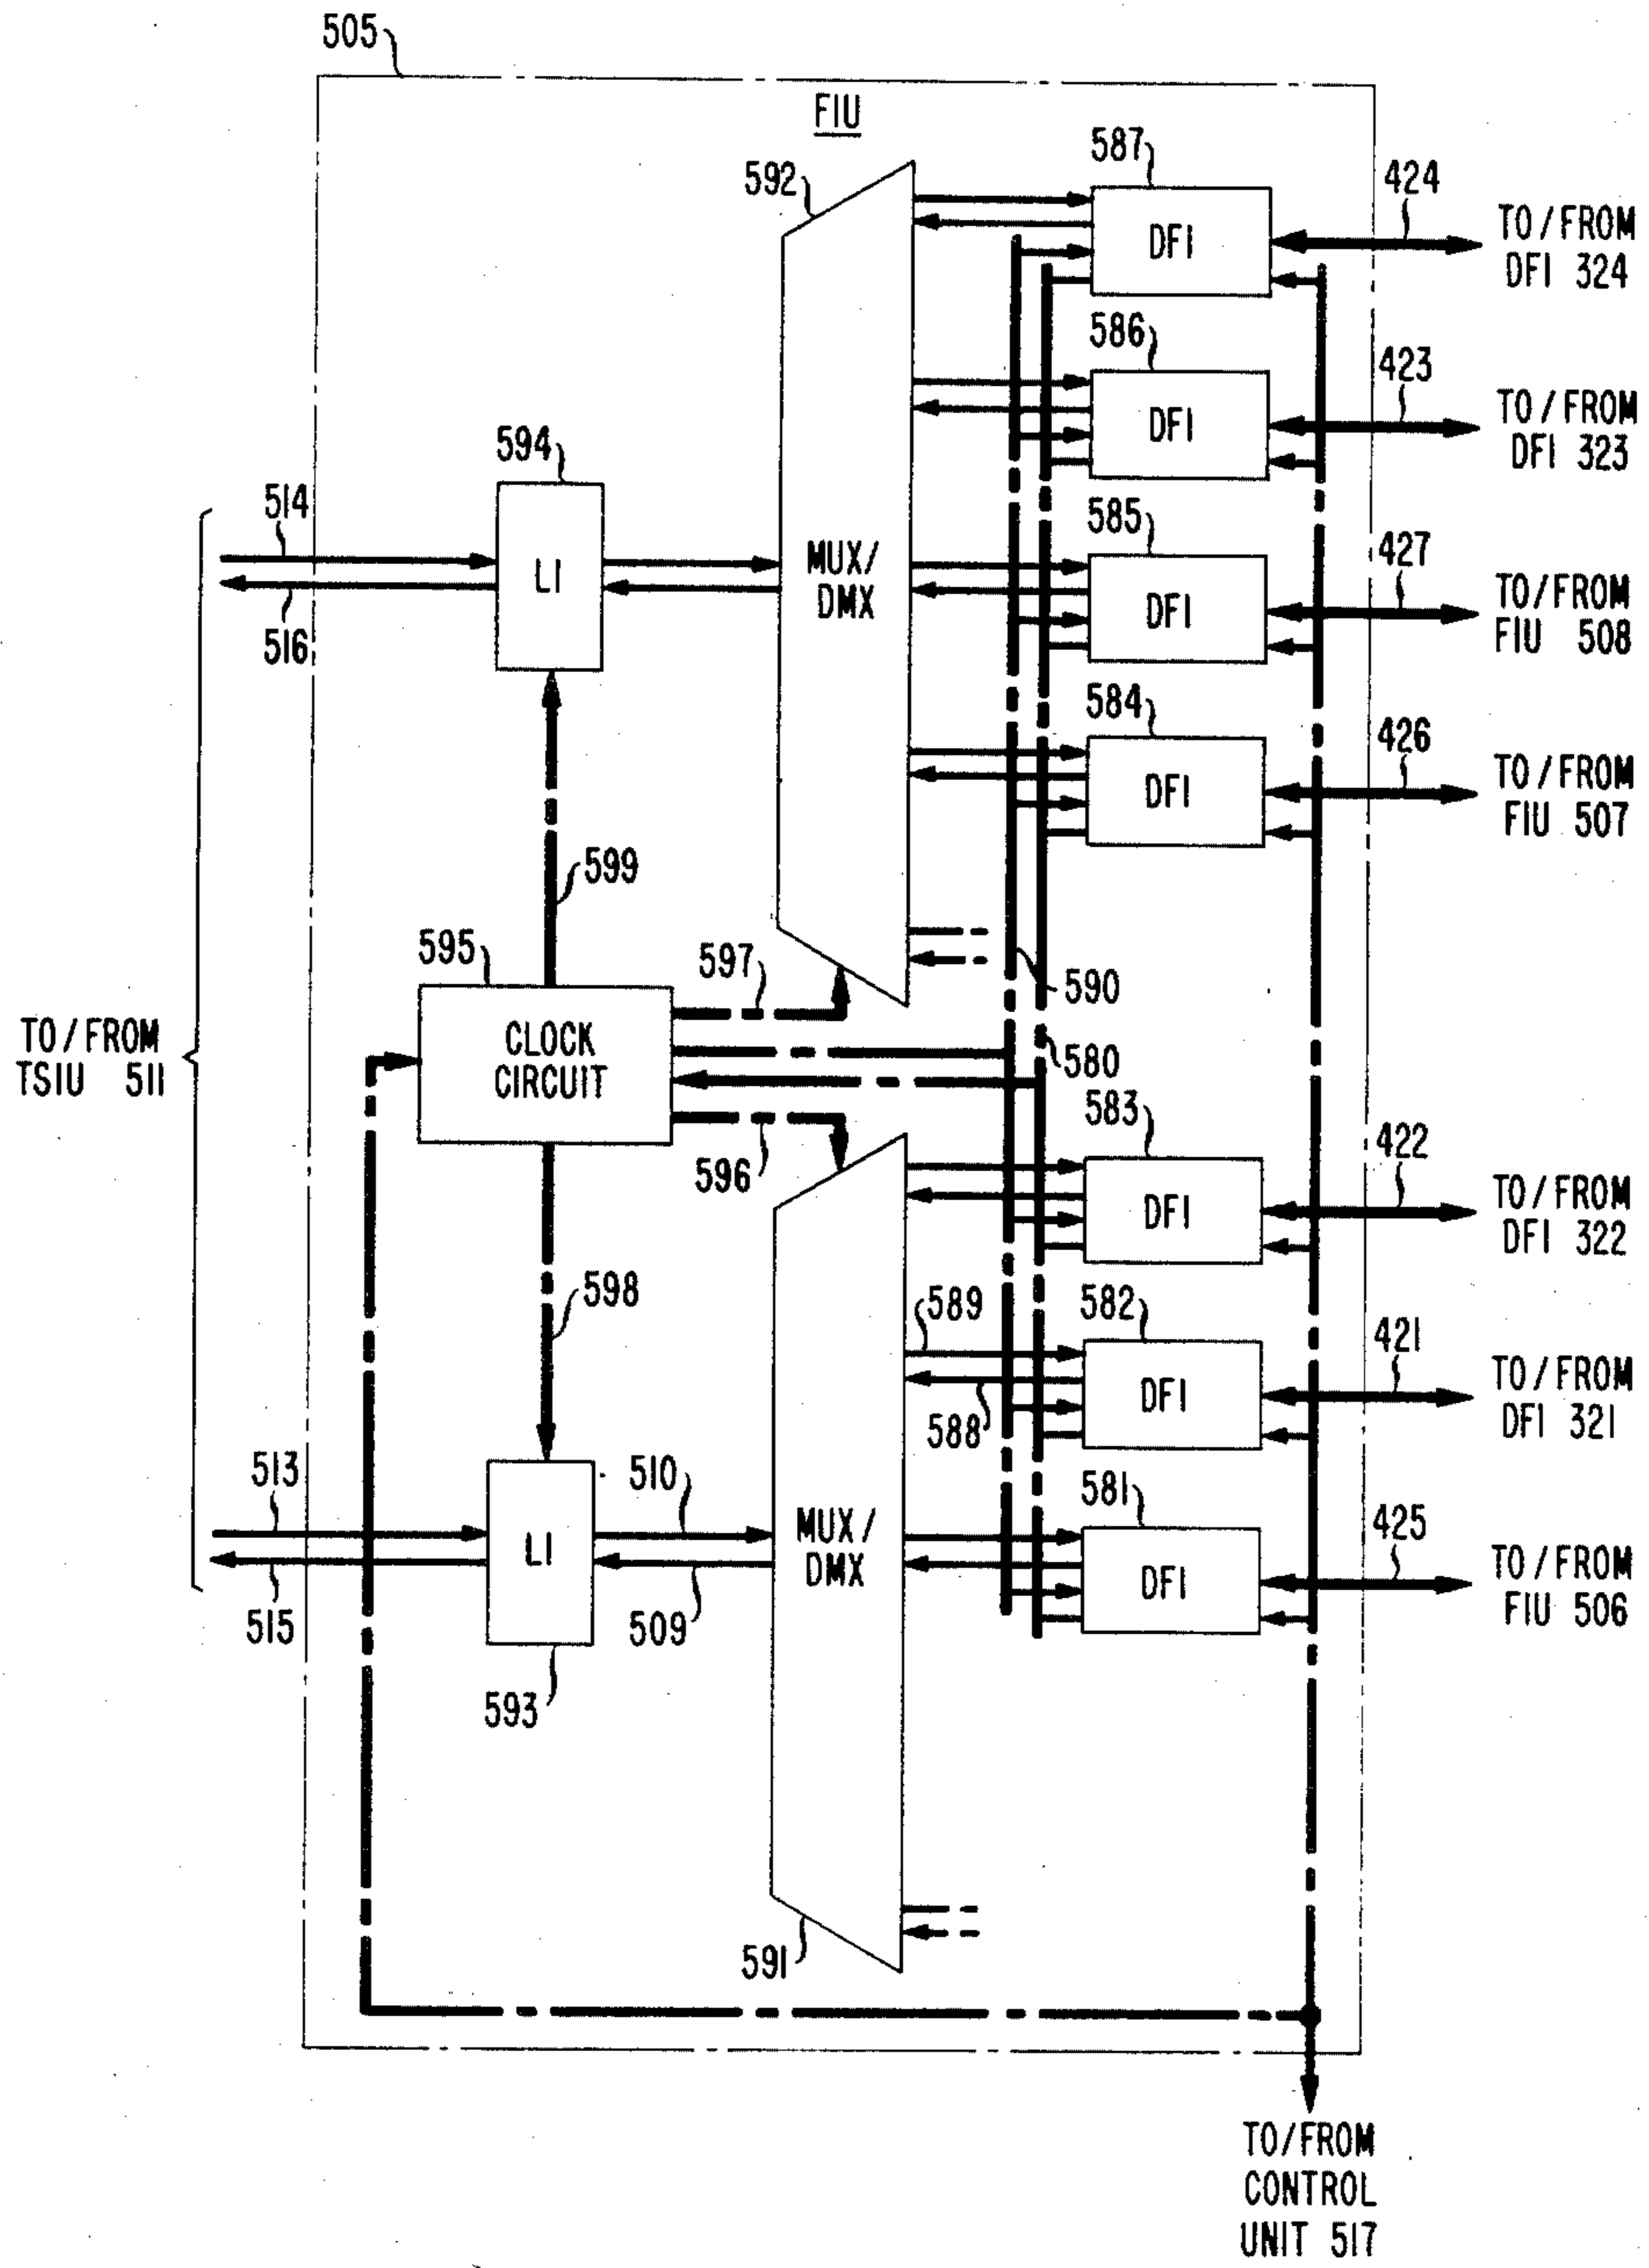 505
FIU
587
592
424
DFI
TO/FROM
DFI 324
586
423
DFI
TO/FROM
DFI 323
594
514
LI
516
585
427
MUX/
DMX
DFI
TO/FROM
FIU 508
584
426
DFI
TO/FROM
FIU 507
599
595
597
590
CLOCK
CIRCUIT
580
TO/FROM
TSIU 511
596
583
422
DFI
TO/FROM
DFI 322
598
589
582
421
DFI
588
TO/FROM
DFI 321
513
510
581
425
LI
MUX/
DMX
DFI
TO/FROM
FIU 506
515
509
593
591
TO/FROM
CONTROL
UNIT 517